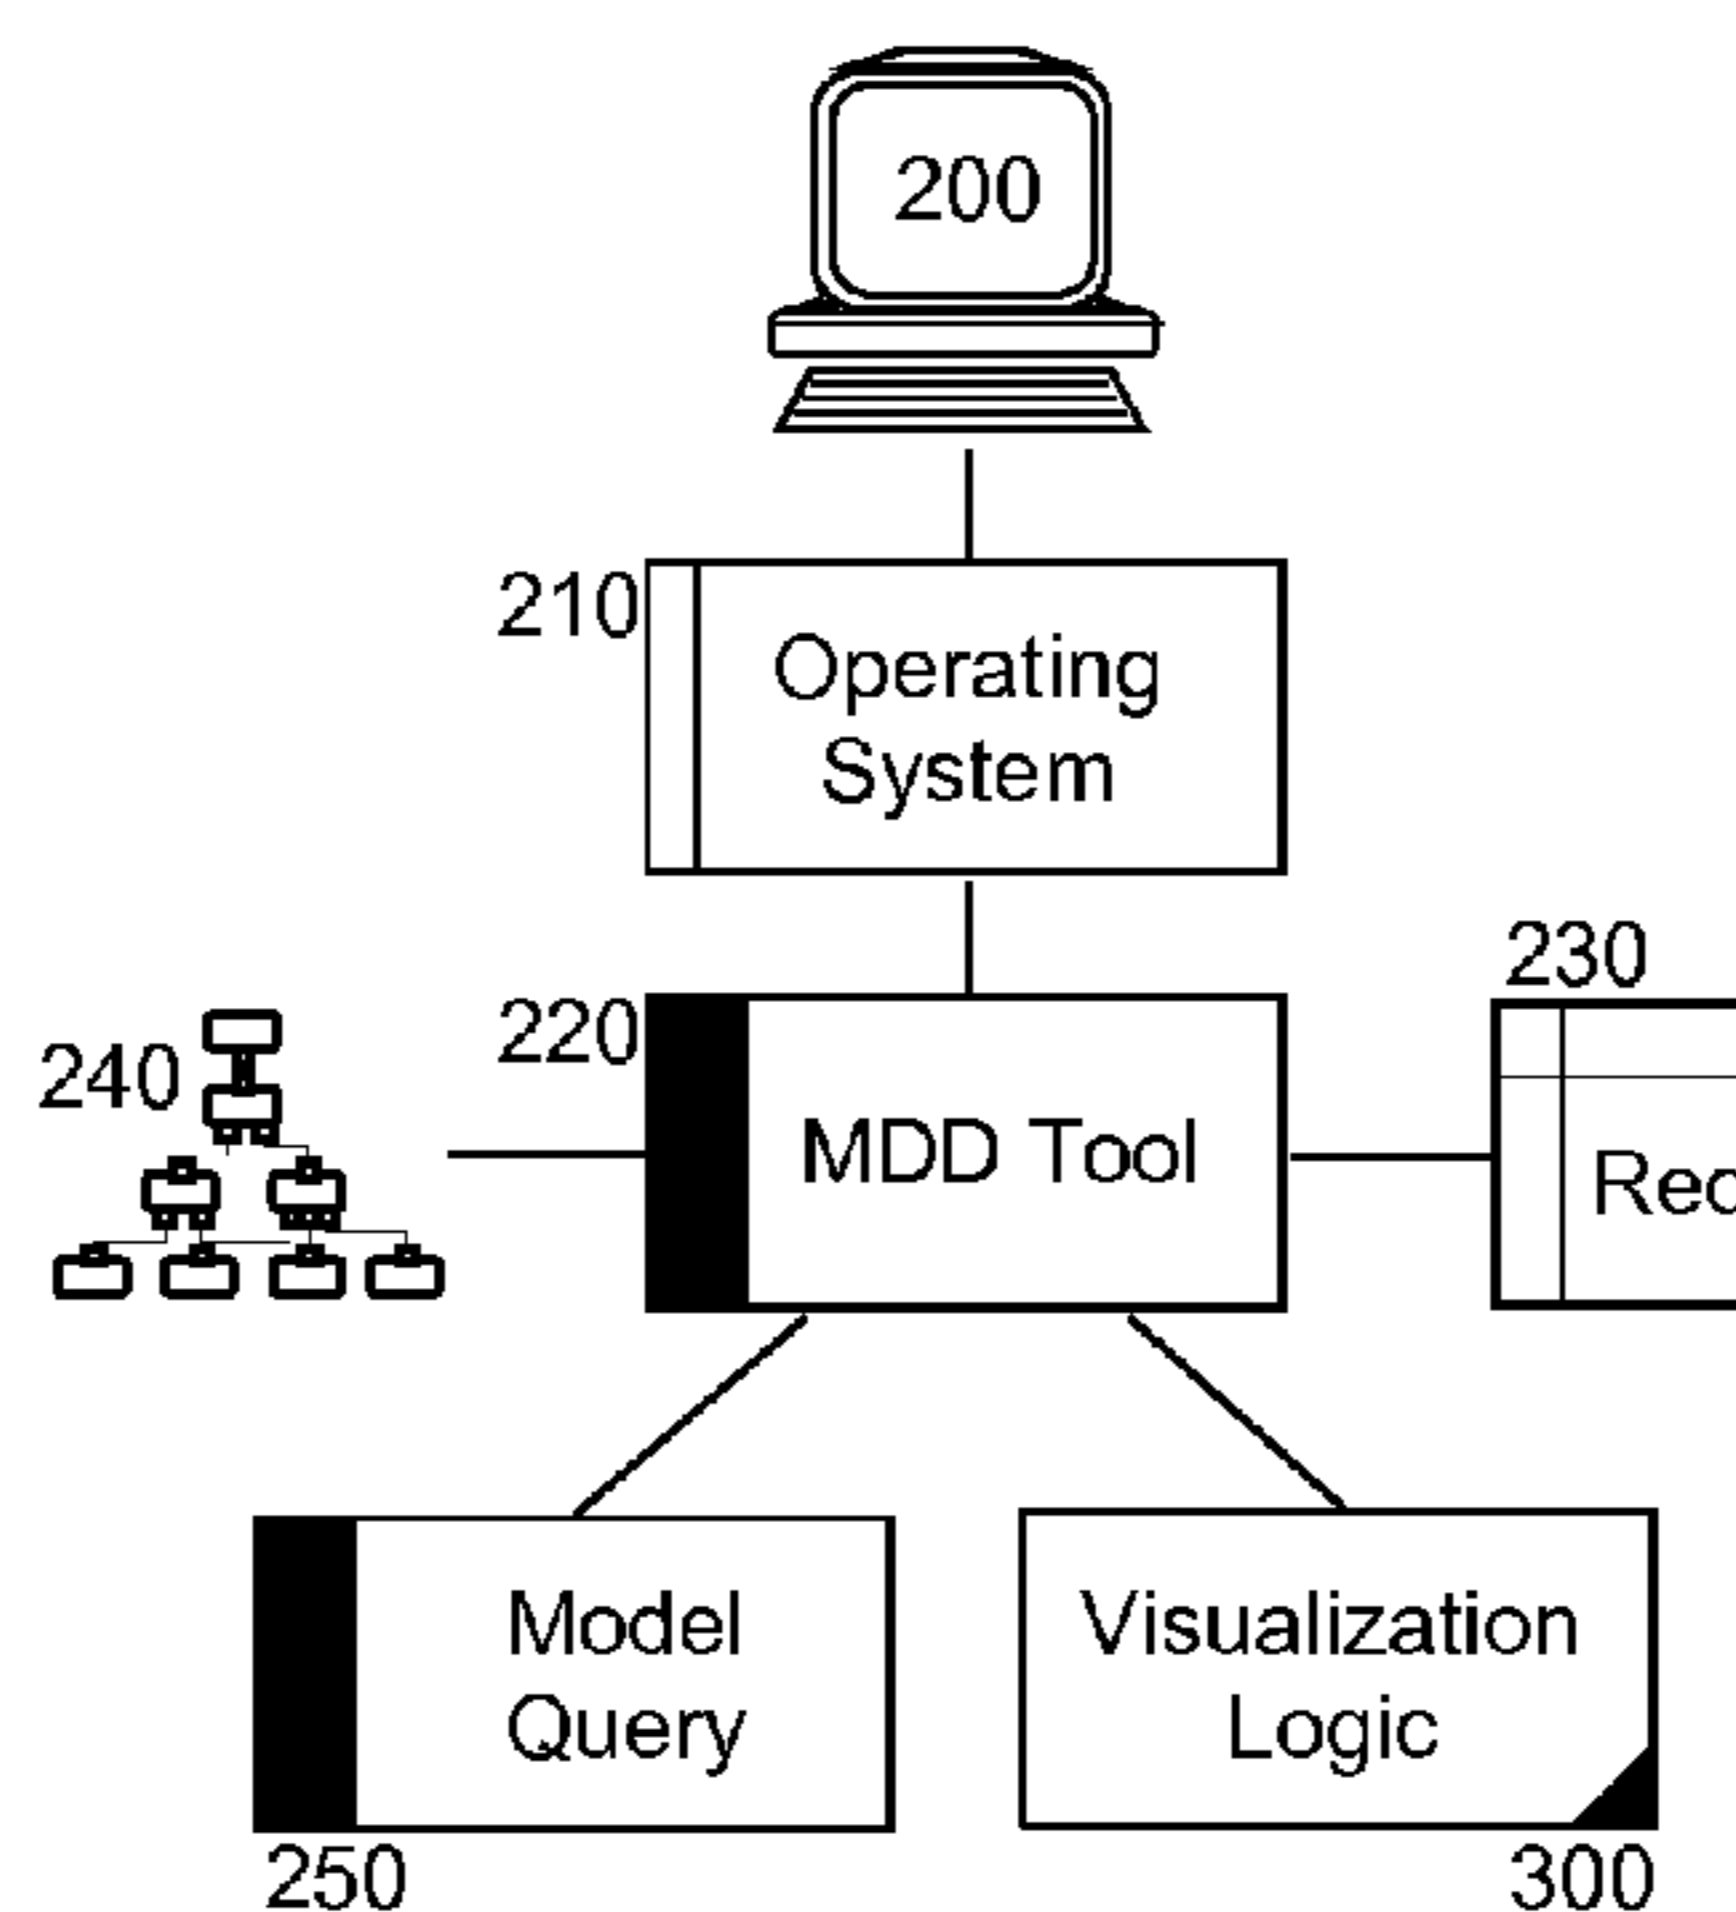 200
210
Operating
System
230
220
240
MDD Tool
Model
Query
Visualization
Logic
250
300